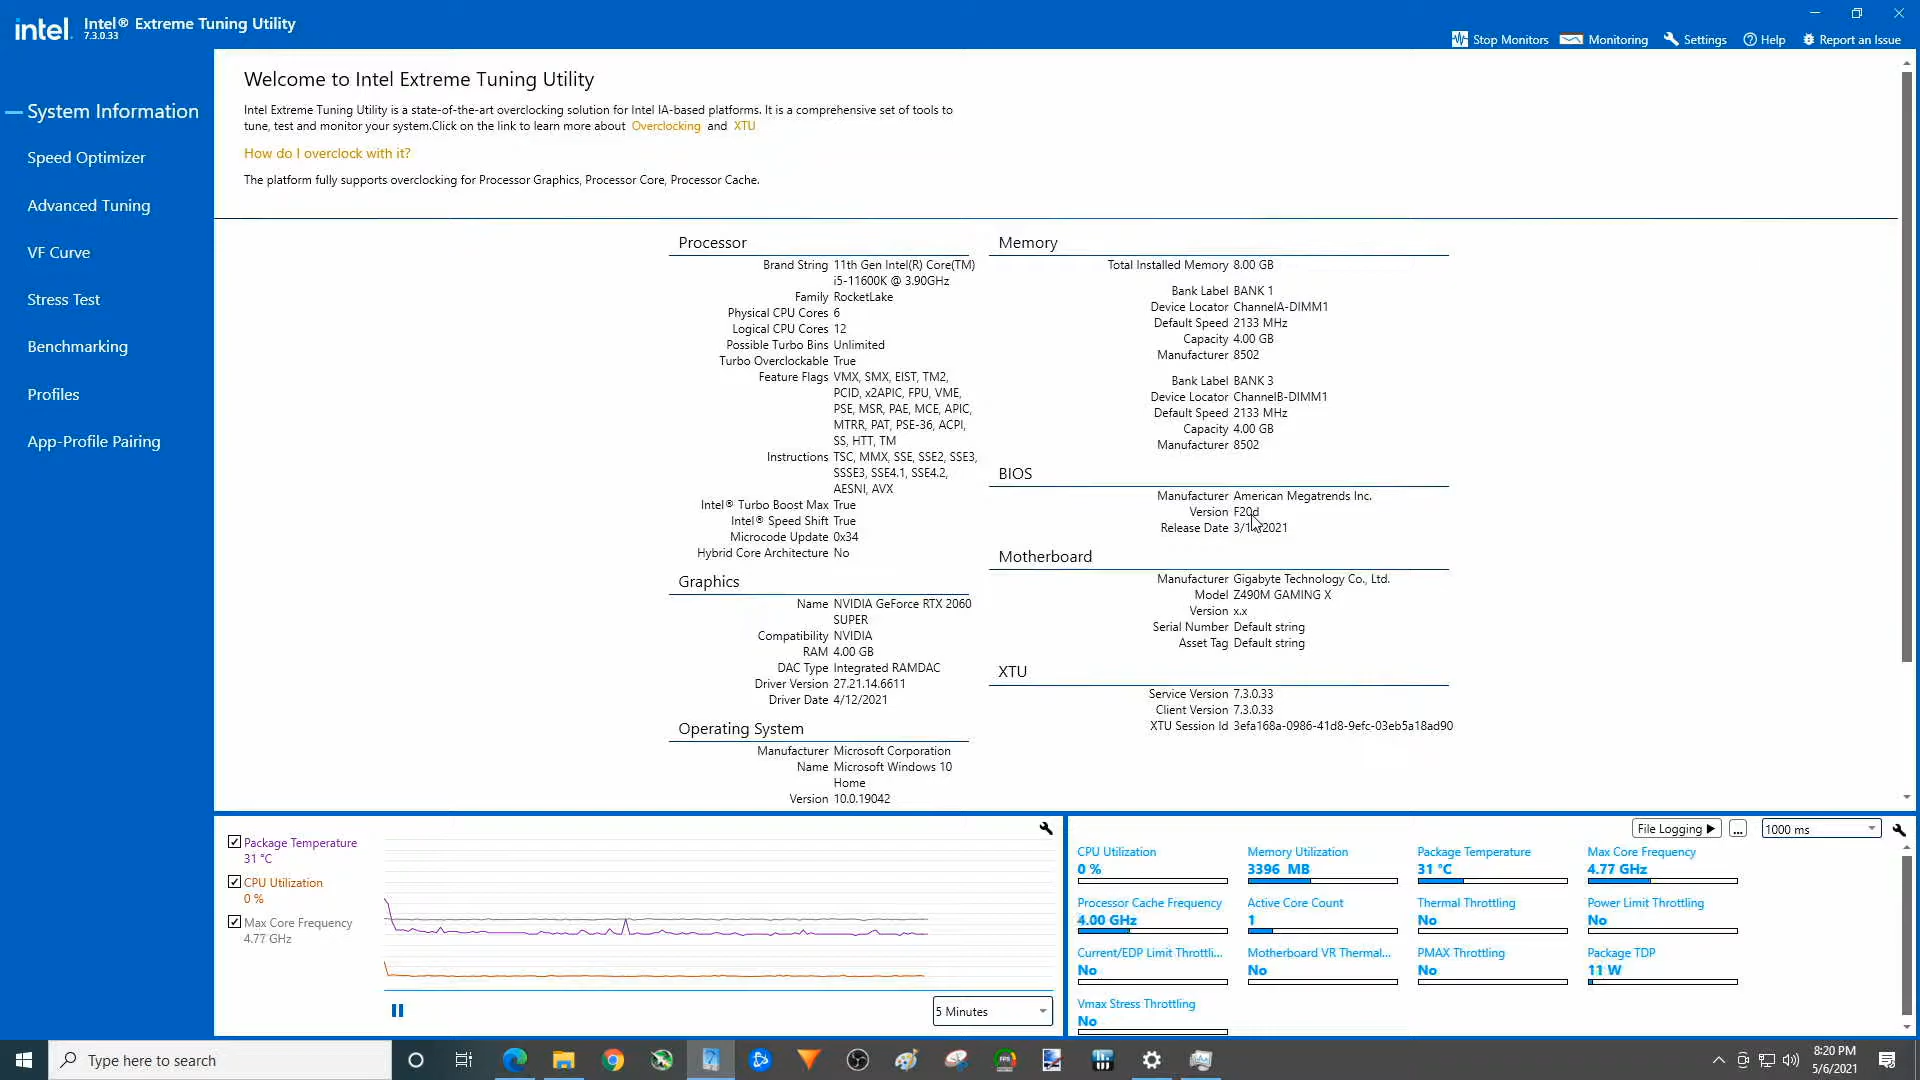 intel.
Intel® Extreme Tuning Utility
7.3.0.33
Stop Monitors
Monitoring
Settings
Help
Report an Issue
System Information
Speed Optimizer
Advanced Tuning
VF Curve
Stress Test
Benchmarking
Profiles
App-Profile Pairing
Welcome to Intel Extreme Tuning Utility
Intel Extreme Tuning Utility is a state-of-the-art overclocking solution for Intel IA-based platforms. It is a comprehensive set of tools to
tune, test and monitor your system.Click on the link to learn more about Overclocking and XTU
How do I overclock with it?
The platform fully supports overclocking for Processor Graphics, Processor Core, Processor Cache.
Processor
Brand String 11th Gen Intel(R) Core(TM)
i5-11600K @ 3.90GHz
Family RocketLake
Physical CPU Cores 6
Logical CPU Cores 12
Possible Turbo Bins Unlimited
Turbo Overclockable True
Feature Flags VMX, SMX, EIST, TM2,
PCID, x2APIC, FPU, VME,
PSE, MSR, PAE, MCE, APIC,
MTRR, PAT, PSE-36, ACPI,
SS, HTT, TM
Instructions TSC, MMX, SSE, SSE2, SSE3,
SSSE3, SSE4.1, SSE4.2,
AESNI, AVX
Intel® Turbo Boost Max True
Intel® Speed Shift True
Microcode Update 0x34
Hybrid Core Architecture No
Graphics
Name NVIDIA GeForce RTX 2060
SUPER
Compatibility NVIDIA
RAM 4.00 GB
DAC Type Integrated RAMDAC
Driver Version 27.21.14.6611
Driver Date 4/12/2021
Operating System
Manufacturer Microsoft Corporation
Name Microsoft Windows 10
Home
Version 10.0.19042
Memory
Total Installed Memory 8.00 GB
Bank Label BANK 1
Device Locator ChannelA-DIMM1
Default Speed 2133 MHz
Capacity 4.00 GB
Manufacturer 8502
Bank Label BANK 3
Device Locator ChannelB-DIMM1
Default Speed 2133 MHz
Capacity 4.00 GB
Manufacturer 8502
BIOS
Manufacturer American Megatrends Inc.
Version F20d
Release Date
Motherboard
Manufacturer Gigabyte Technology Co., Ltd.
Model Z490M GAMING X
Version x.x
Serial Number Default string
Asset Tag Default string
XTU
Service Version 7.3.0.33
Client Version 7.3.0.33
XTU Session Id 3efa168a-0986-41d8-9efc-03eb5a18ad90
Package Temperature
31 °C
CPU Utilization
0 %
Max Core Frequency
4.77 GHz
5 Minutes
File Logging
...
1000 ms
CPU Utilization
0 %
Memory Utilization
3396 MB
Package Temperature
31 °C
Max Core Frequency
4.77 GHz
Processor Cache Frequency
4.00 GHz
Active Core Count
1
Thermal Throttling
No
Power Limit Throttling
No
Current/EDP Limit Throttli...
No
Motherboard VR Thermal...
No
PMAX Throttling
No
Package TDP
11 W
Vmax Stress Throttling
No
Type here to search
8:20 PM
5/6/2021